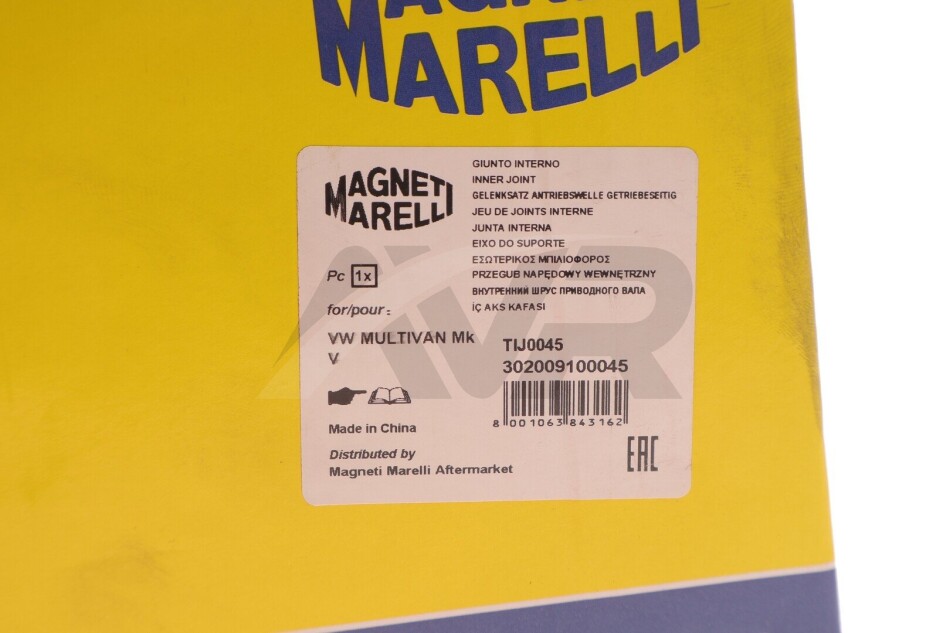 MAGNETI
MARELLI
MAGNETI
MARELLI
GIUNTO INTERNO
INNER JOINT
GELENKSATZ ANTRIEBSWELLE GETRIEBESEITIG
JEU DE JOINTS INTERNE
JUNTA INTERNA
EIXO DO SUPORTE
ΕΣΩΤΕΡΙΚΟΣ ΜΠΙΛΙΟΦΟΡΟΣ
PRZEGUB NAPĘDOWY WEWNĘTRZNY
ВНУТРЕННИЙ ШРУС ПРИВОДНОГО ВАЛА
İÇ AKS KAFASI
Pc 1x
for/pour :
VW MULTIVAN Mk
V
TIJ0045
302009100045
8 001063 843162
Made in China
Distributed by
Magneti Marelli Aftermarket
EAC
AVR